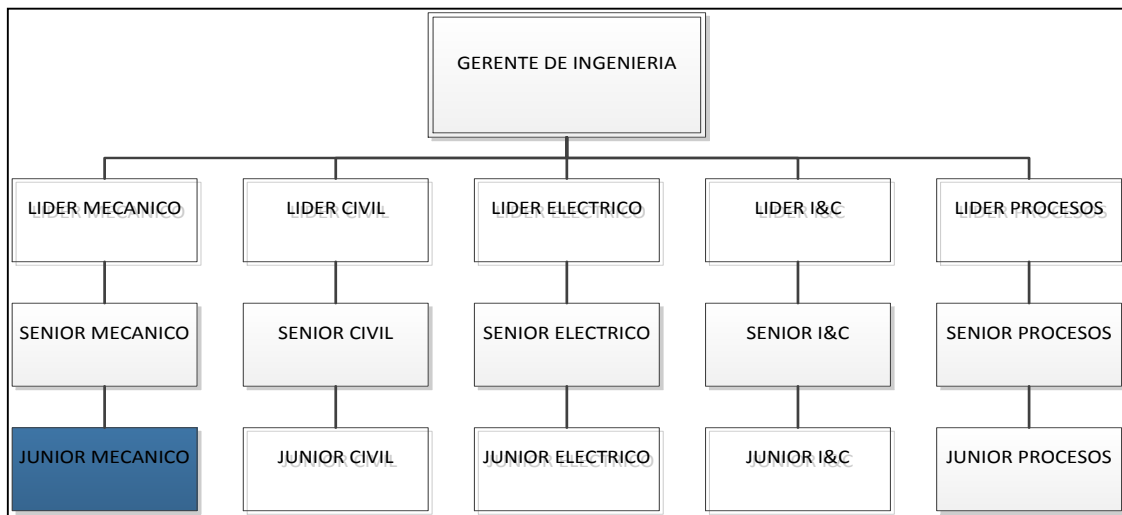 GERENTE DE INGENIERIA
LIDER MECANICO
LIDER CIVIL
LIDER ELECTRICO
LIDER I&C
LIDER PROCESOS
SENIOR MECANICO
SENIOR CIVIL
SENIOR ELECTRICO
SENIOR I&C
SENIOR PROCESOS
JUNIOR MECANICO
JUNIOR CIVIL
JUNIOR ELECTRICO
JUNIOR I&C
JUNIOR PROCESOS